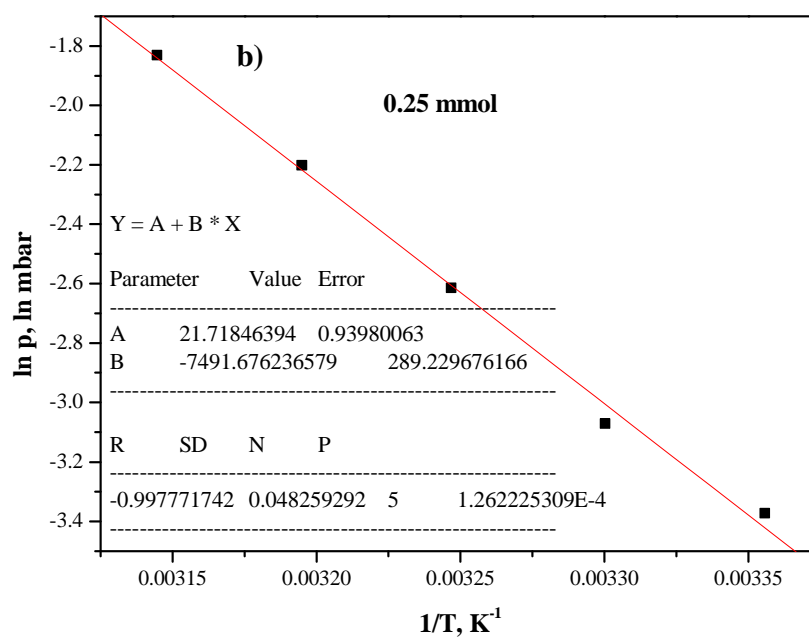 b)
0.25 mmol
-1.8
-2.0
-2.2
-2.4
-2.6
-2.8
-3.0
-3.2
-3.4
ln p, ln mbar
Y = A + B * X
Parameter Value Error
------------------------------------------------------------
A 21.71846394 0.93980063
B -7491.676236579 289.229676166
------------------------------------------------------------
R SD N P
------------------------------------------------------------
-0.997771742 0.048259292 5 1.262225309E-4
------------------------------------------------------------
0.00315 0.00320 0.00325 0.00330 0.00335
1/T, K⁻¹